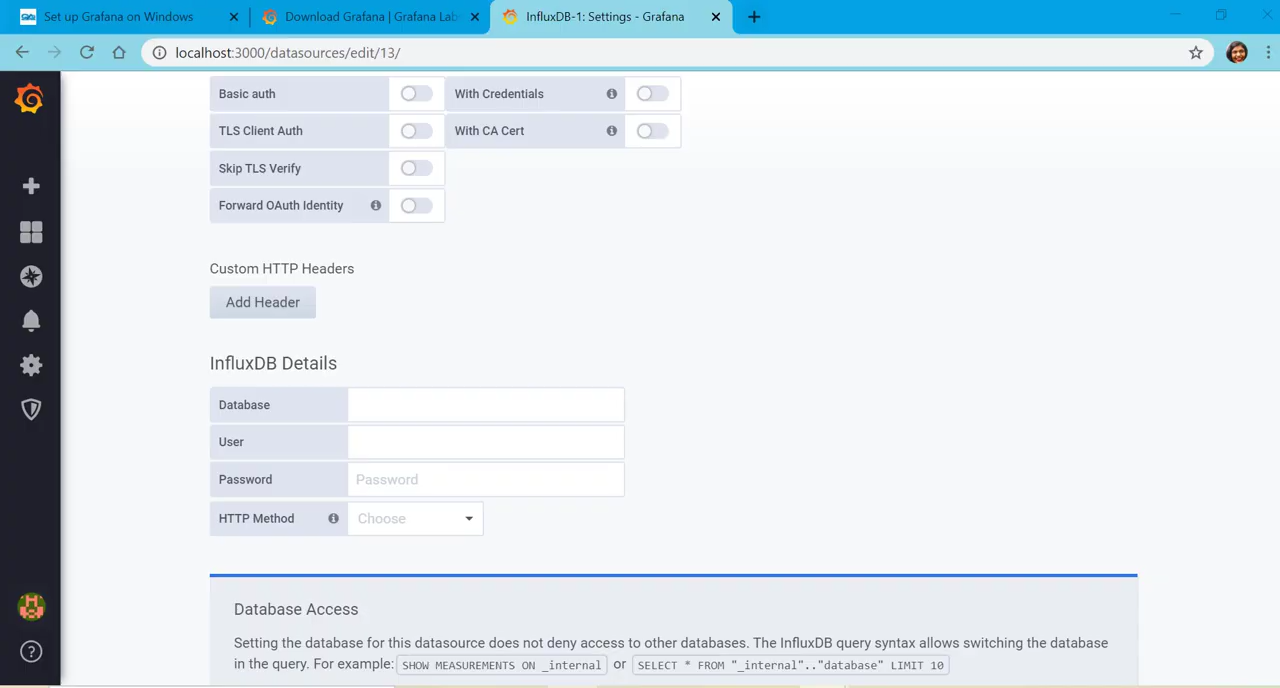 Set up Grafana on Windows
Download Grafana | Grafana Lab
InfluxDB-1: Settings - Grafana
localhost:3000/datasources/edit/13/
Basic auth
With Credentials
TLS Client Auth
With CA Cert
Skip TLS Verify
Forward OAuth Identity
Custom HTTP Headers
Add Header
InfluxDB Details
Database
User
Password
Password
HTTP Method
Choose
Database Access
Setting the database for this datasource does not deny access to other databases. The InfluxDB query syntax allows switching the database
in the query. For example: SHOW MEASUREMENTS ON _internal or SELECT * FROM "_internal".."database" LIMIT 10